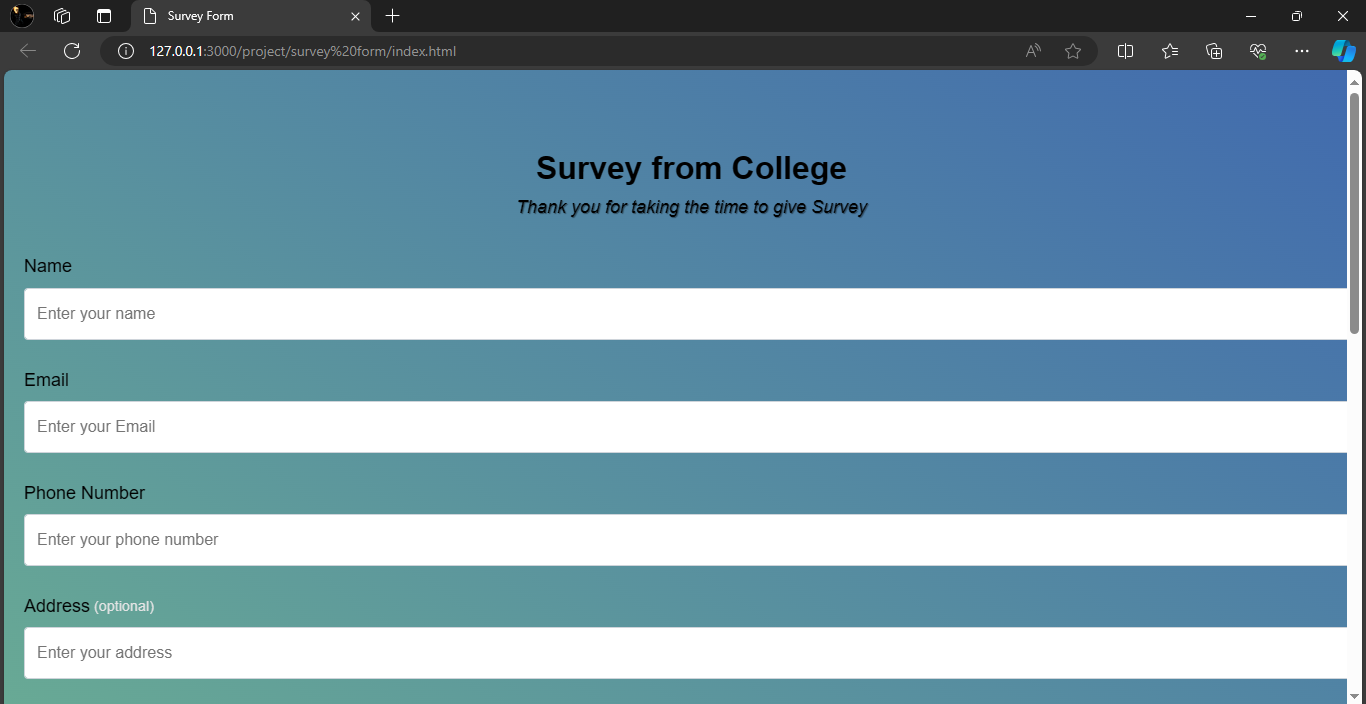 Survey Form
127.0.0.1:3000/project/survey%20form/index.html
Survey from College
Thank you for taking the time to give Survey
Name
Enter your name
Email
Enter your Email
Phone Number
Enter your phone number
Address (optional)
Enter your address